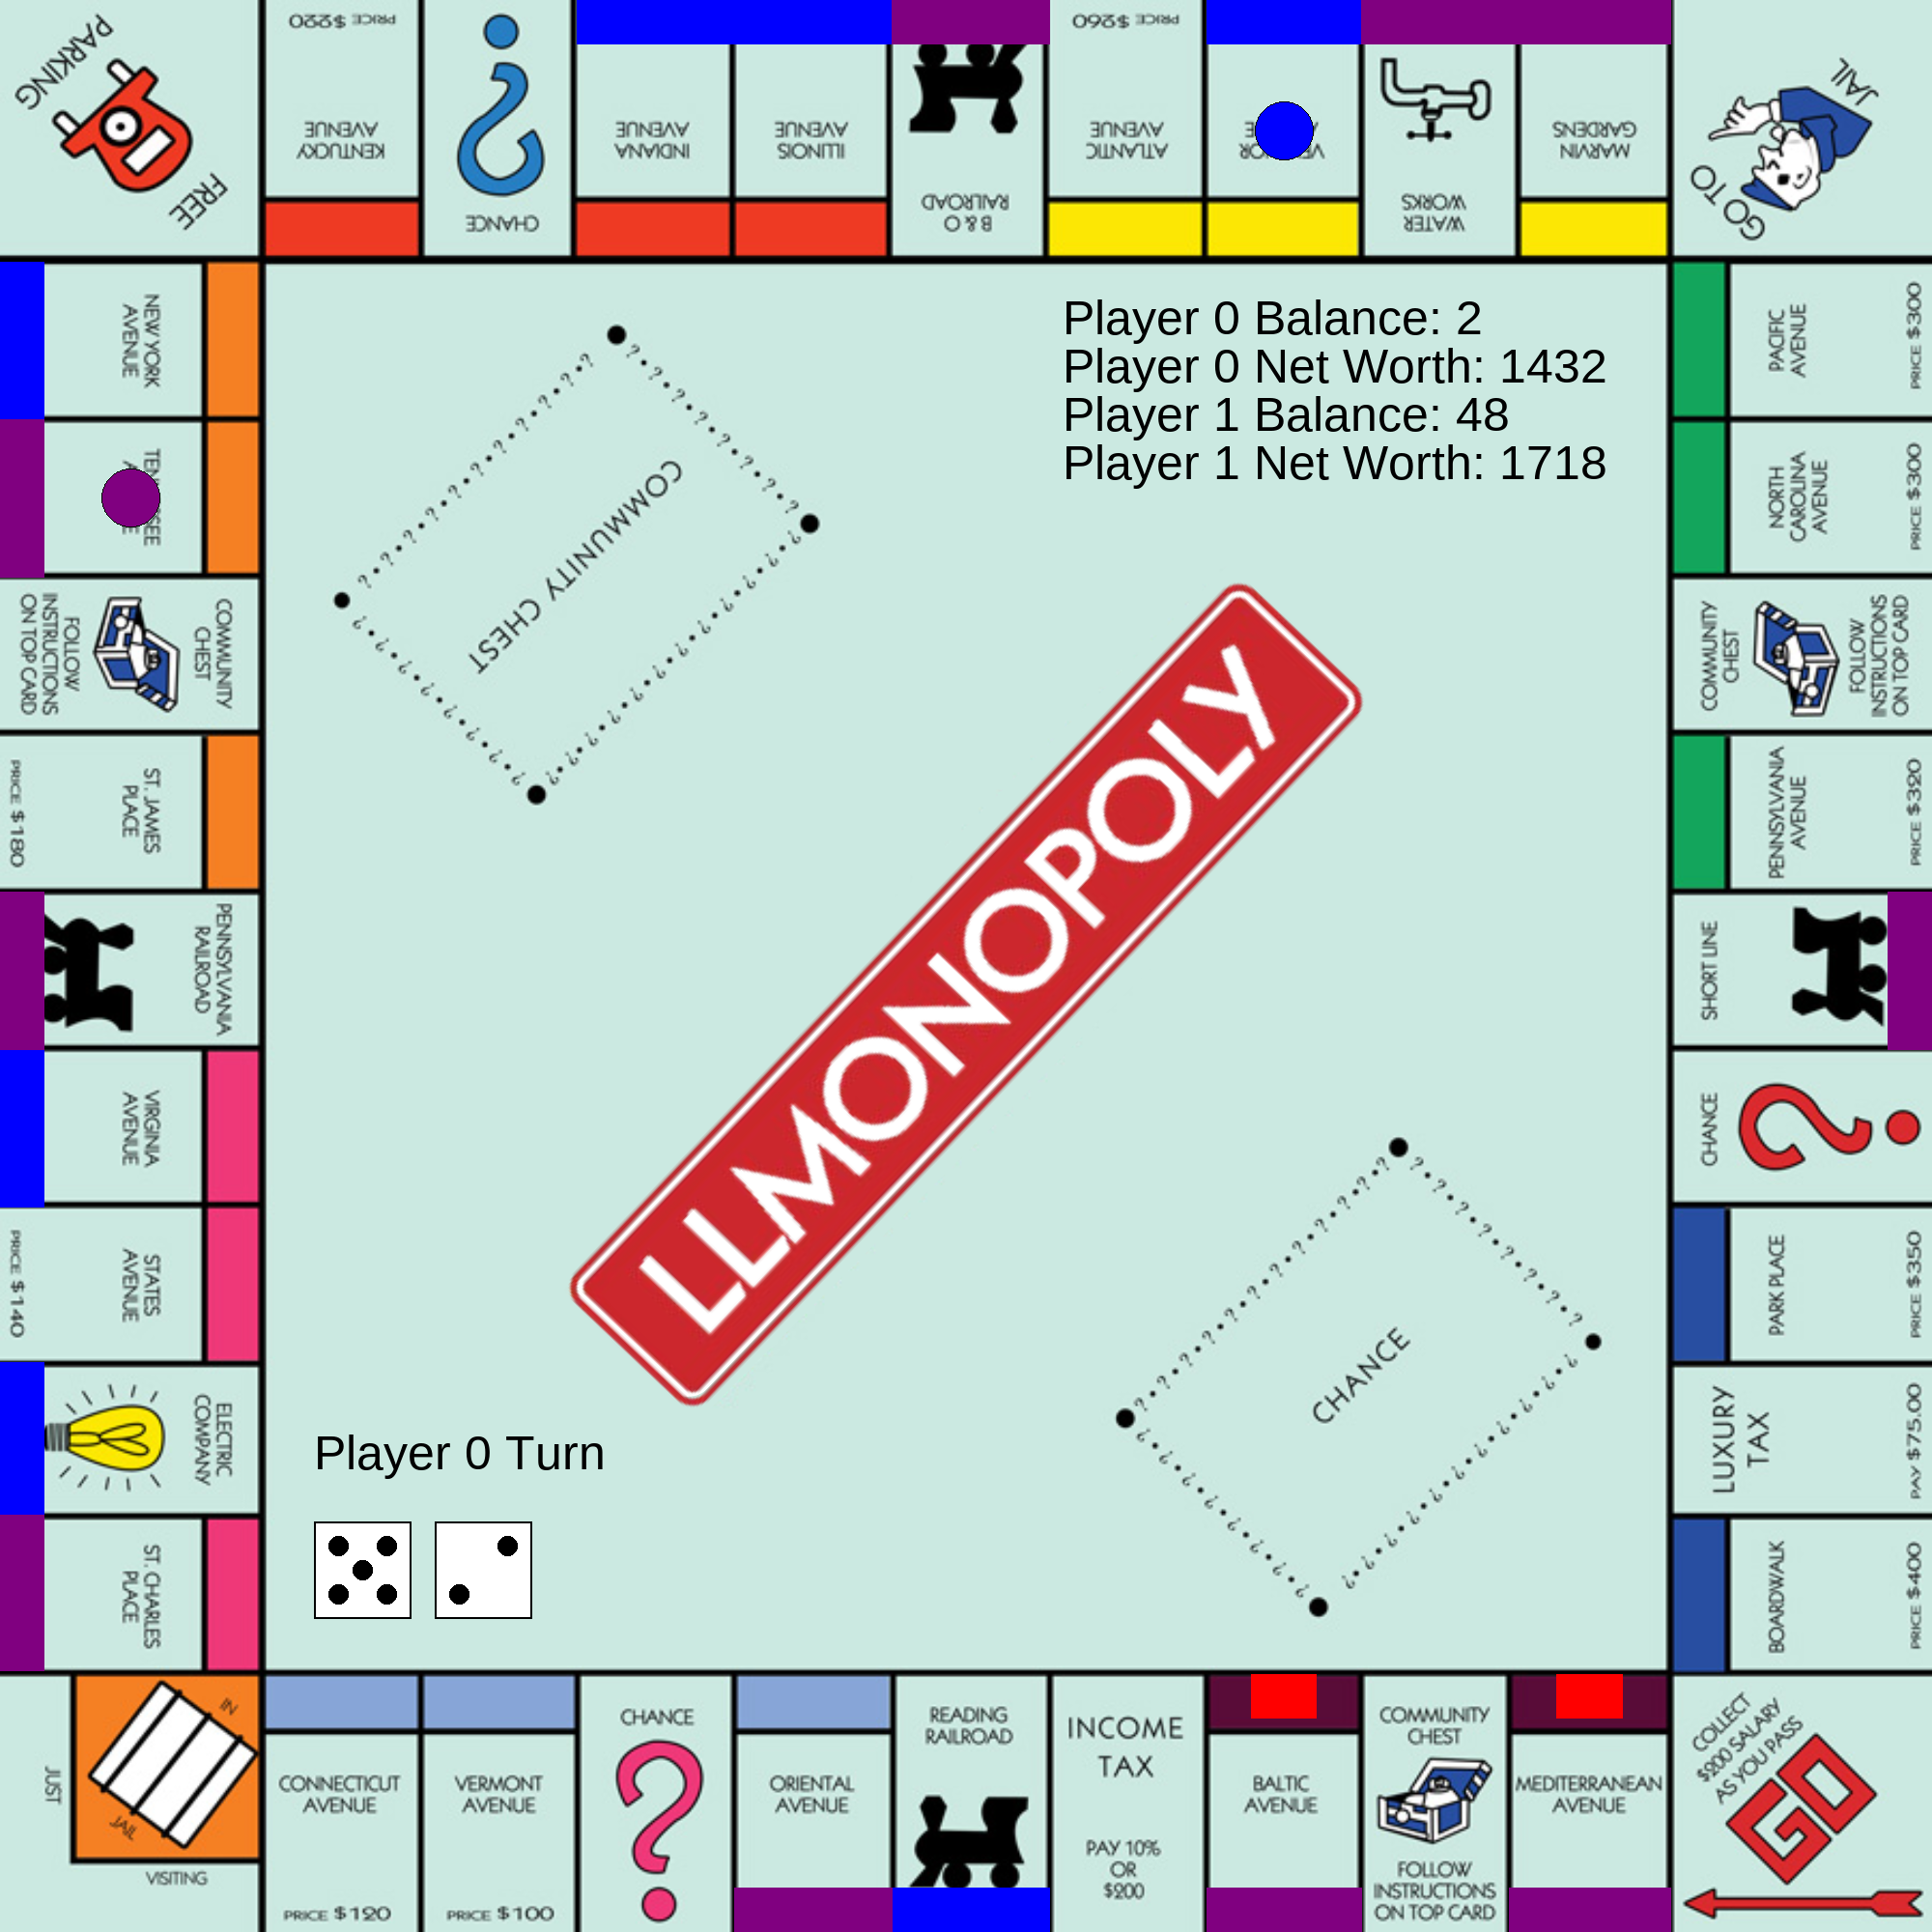 FREE
PARKING
PRICE $220
KENTUCKY
AVENUE
CHANCE
INDIANA
AVENUE
ILLINOIS
AVENUE
B & O
RAILROAD
PRICE $260
ATLANTIC
AVENUE
WATER
WORKS
MARVIN
GARDENS
GO TO
JAIL
NEW YORK
AVENUE
COMMUNITY
CHEST
FOLLOW
INSTRUCTIONS
ON TOP CARD
ST. JAMES
PLACE
PRICE $180
PENNSYLVANIA
RAILROAD
VIRGINIA
AVENUE
STATES
AVENUE
PRICE $140
ELECTRIC
COMPANY
ST. CHARLES
PLACE
Player 0 Balance: 2
Player 0 Net Worth: 1432
Player 1 Balance: 48
Player 1 Net Worth: 1718
COMMUNITY CHEST
LLMONOPOLY
CHANCE
Player 0 Turn
PACIFIC
AVENUE
PRICE $300
NORTH
CAROLINA
AVENUE
PRICE $300
COMMUNITY
CHEST
FOLLOW
INSTRUCTIONS
ON TOP CARD
PENNSYLVANIA
AVENUE
PRICE $320
SHORT LINE
CHANCE
PARK PLACE
PRICE $350
LUXURY
TAX
PAY $75.00
BOARDWALK
PRICE $400
JUST
VISITING
IN
JAIL
CONNECTICUT
AVENUE
PRICE $120
VERMONT
AVENUE
PRICE $100
CHANCE
ORIENTAL
AVENUE
READING
RAILROAD
INCOME
TAX
PAY 10%
OR
$200
BALTIC
AVENUE
COMMUNITY
CHEST
FOLLOW
INSTRUCTIONS
ON TOP CARD
MEDITERRANEAN
AVENUE
COLLECT
$200 SALARY
AS YOU PASS
GO